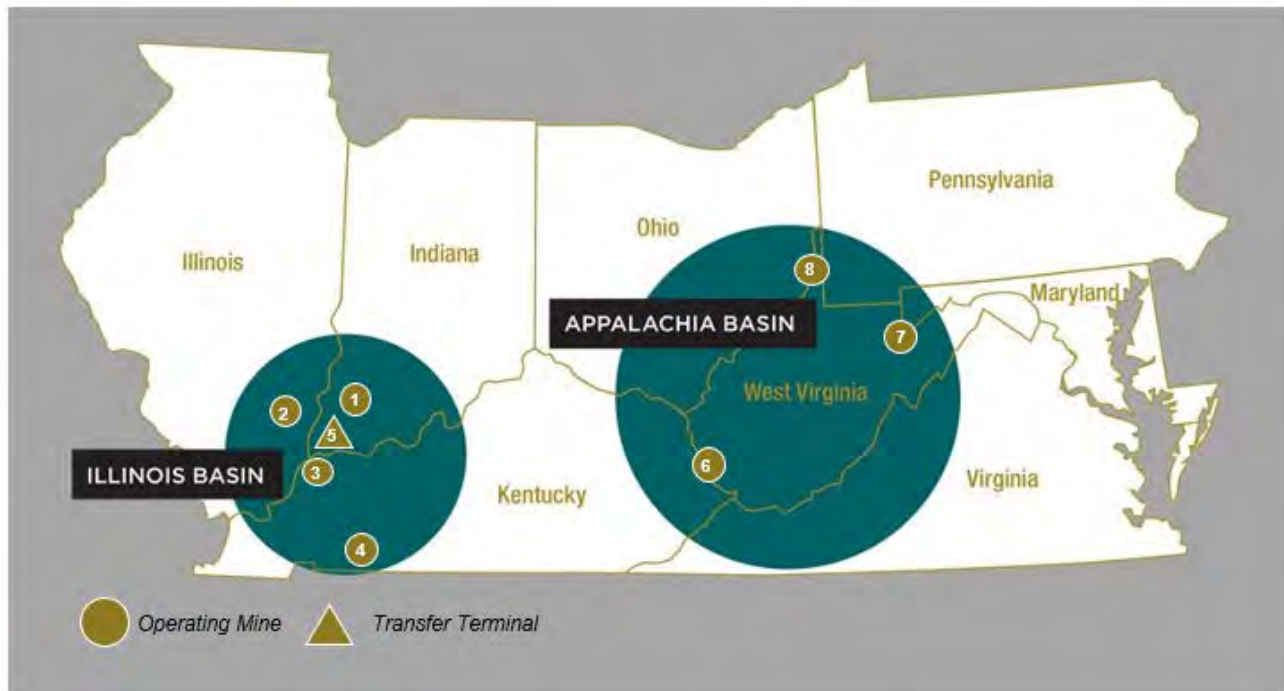 Pennsylvania
Ohio
Indiana
Illinois
8
Maryland
APPALACHIA BASIN
7
West Virginia
1
2
5
ILLINOIS BASIN
3
6
Kentucky
Virginia
4
Operating Mine
Transfer Terminal